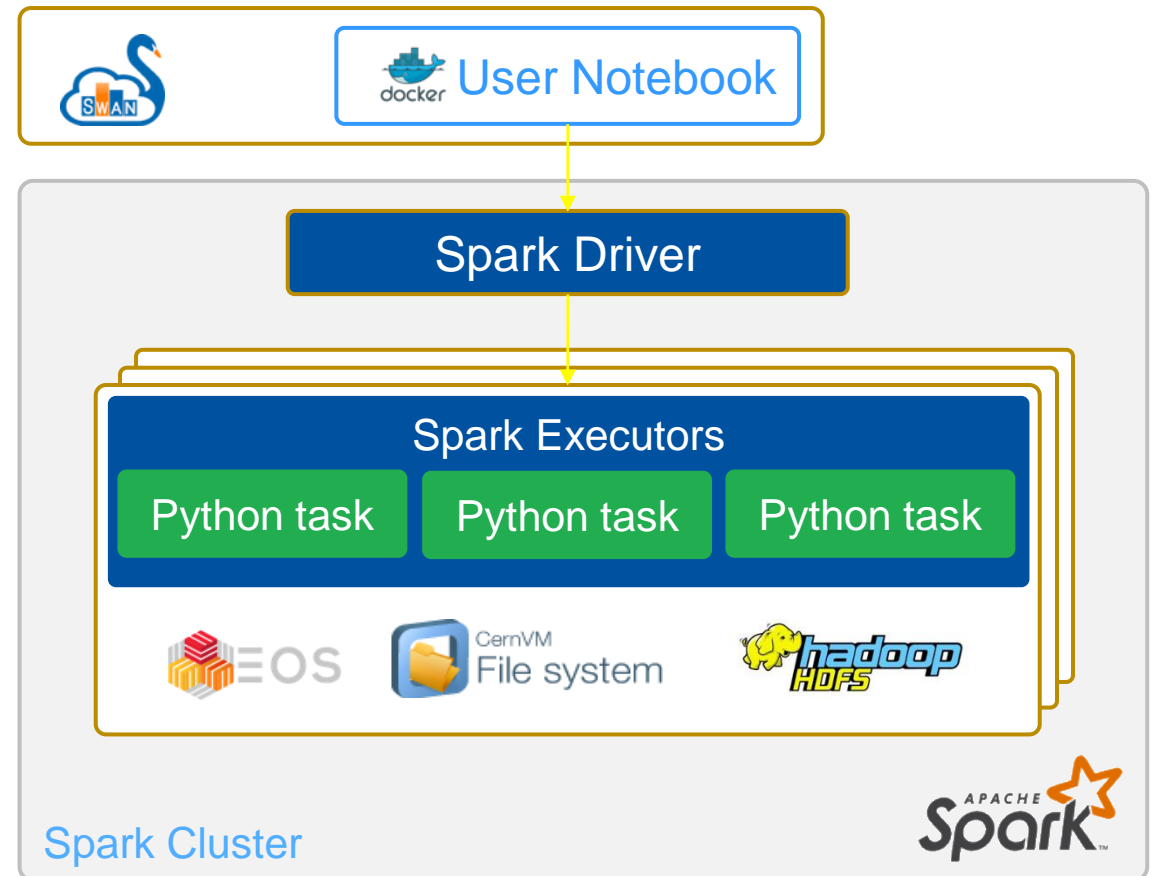 SWAN
docker
User Notebook
Spark Driver
Spark Executors
Python task
Python task
Python task
EOS
CernVM
File system
hadoop
HDFS
APACHE
Spark™
Spark Cluster